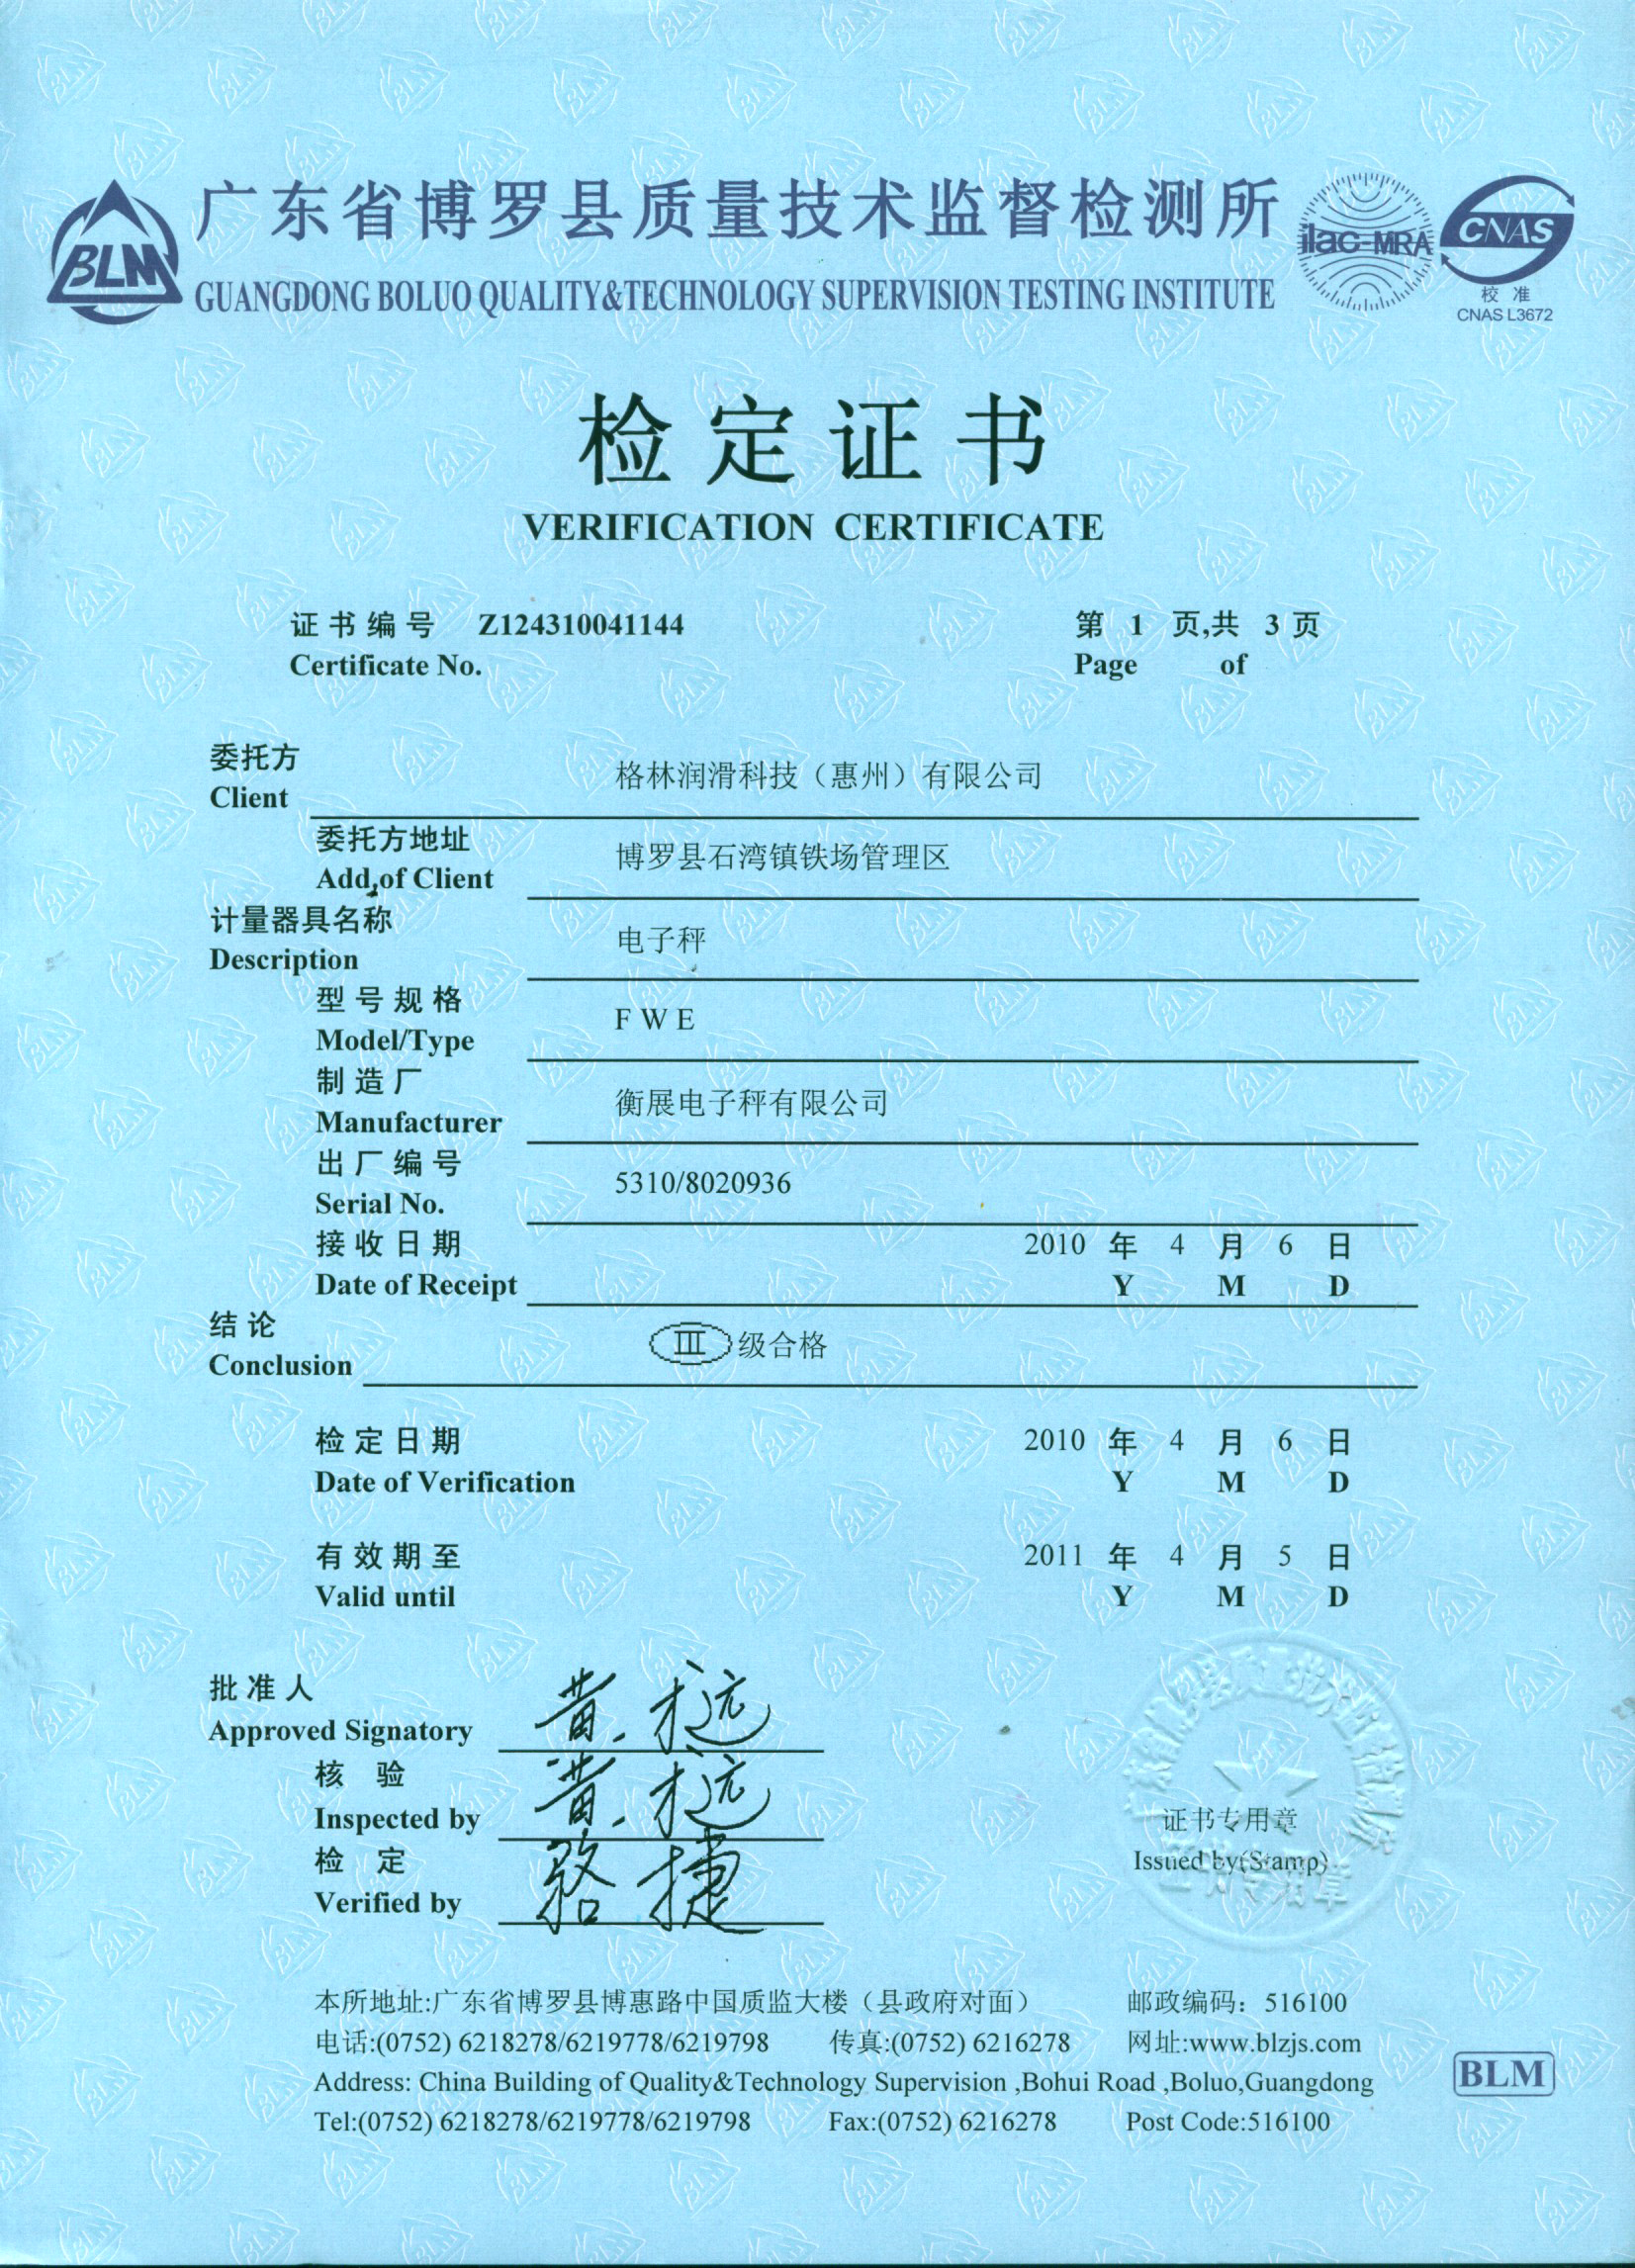 BLM
广东省博罗县质量技术监督检测所
GUANGDONG BOLUO QUALITY&TECHNOLOGY SUPERVISION TESTING INSTITUTE
ilac-MRA
CNAS
校 准
CNAS L3672
检定证书
VERIFICATION CERTIFICATE
证书编号 Z124310041144 第 1 页,共 3 页
Certificate No. Page of
委托方 格林润滑科技（惠州）有限公司
Client
委托方地址 博罗县石湾镇铁场管理区
Add,of Client
计量器具名称 电子秤
Description
型号规格 F W E
Model/Type
制造厂 衡展电子秤有限公司
Manufacturer
出厂编号 5310/8020936
Serial No.
接收日期 2010 年 4 月 6 日
Date of Receipt Y M D
结论 III 级合格
Conclusion
检定日期 2010 年 4 月 6 日
Date of Verification Y M D
有效期至 2011 年 4 月 5 日
Valid until Y M D
批准人
Approved Signatory
核 验
Inspected by
检 定
Verified by
证书专用章
Issued by(Stamp)
证书专用章
本所地址:广东省博罗县博惠路中国质监大楼（县政府对面） 邮政编码：516100
电话:(0752) 6218278/6219778/6219798 传真:(0752) 6216278 网址:www.blzjs.com
Address: China Building of Quality&Technology Supervision ,Bohui Road ,Boluo,Guangdong
Tel:(0752) 6218278/6219778/6219798 Fax:(0752) 6216278 Post Code:516100
BLM